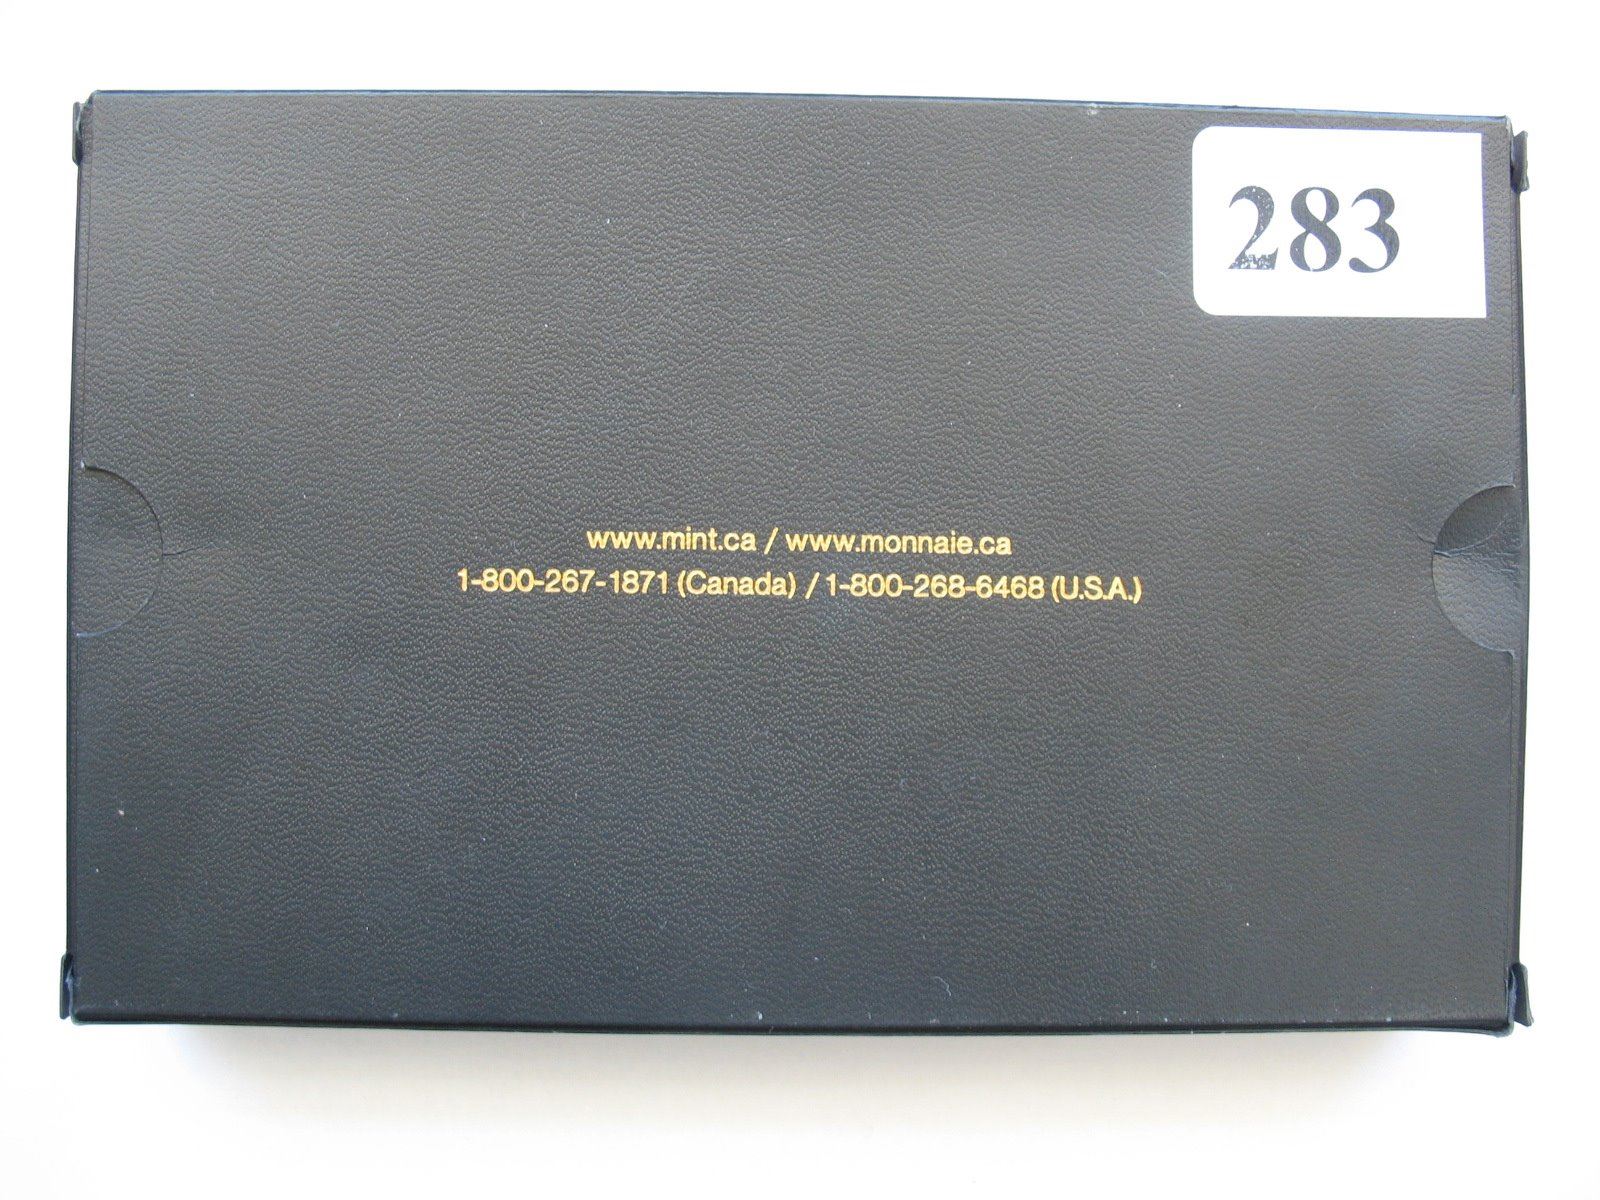 283
www.mint.ca / www.monnaie.ca
1-800-267-1871 (Canada) / 1-800-268-6468 (U.S.A.)